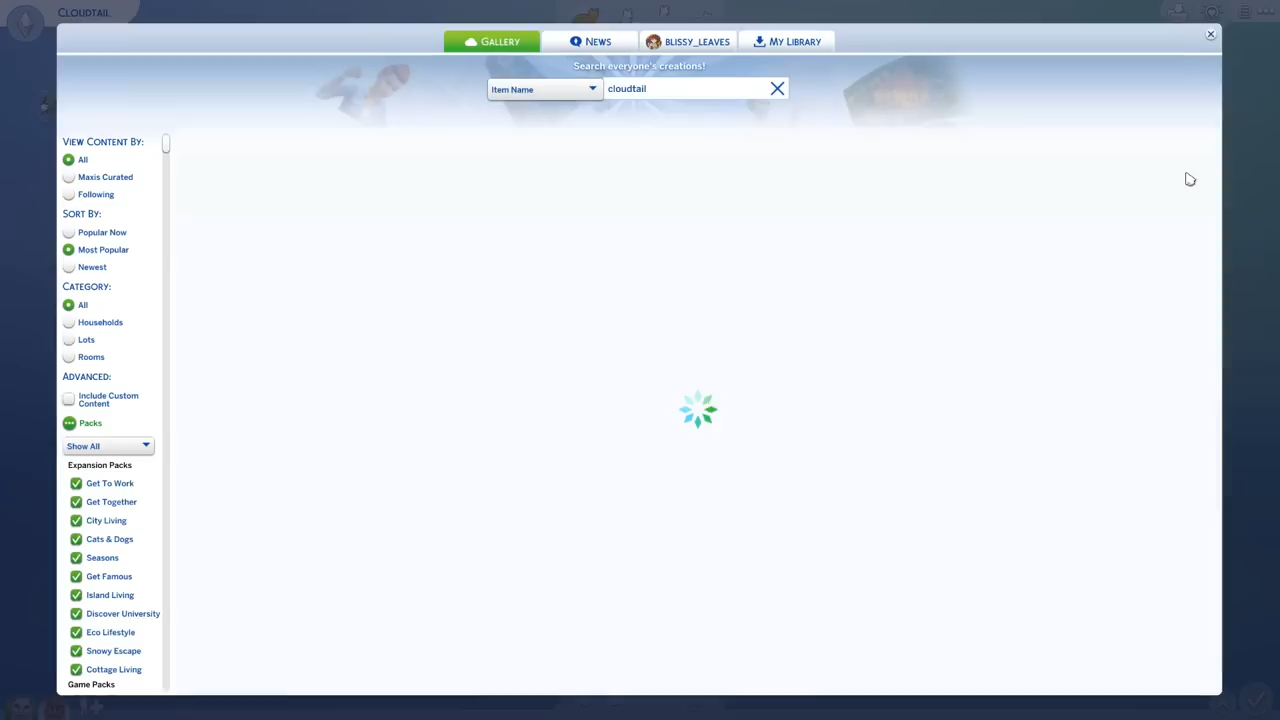 CLOUDTAIL
GALLERY
NEWS
BLISSY_LEAVES
MY LIBRARY
Search everyone's creations!
Item Name
cloudtail
VIEW CONTENT BY:
All
Maxis Curated
Following
SORT BY:
Popular Now
Most Popular
Newest
CATEGORY:
All
Households
Lots
Rooms
ADVANCED:
Include Custom
Content
Packs
Show All
Expansion Packs
Get To Work
Get Together
City Living
Cats & Dogs
Seasons
Get Famous
Island Living
Discover University
Eco Lifestyle
Snowy Escape
Cottage Living
Game Packs